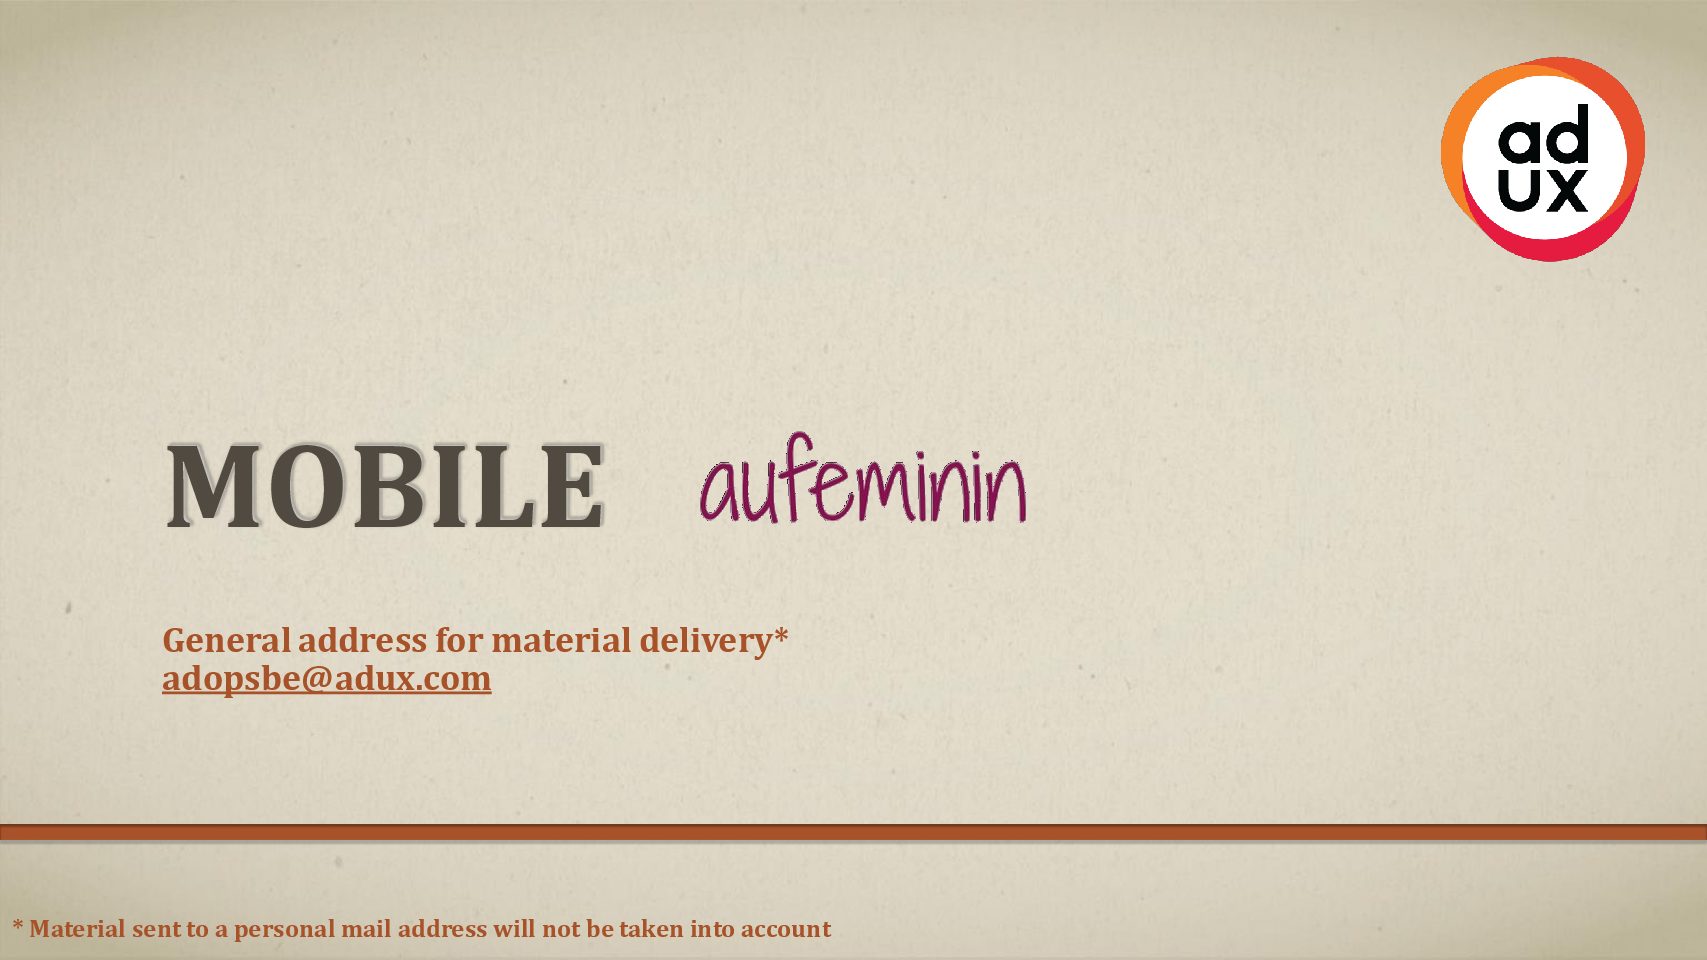 ad
ux
MOBILE aufeminin
General address for material delivery*
adopsbe@adux.com
* Material sent to a personal mail address will not be taken into account